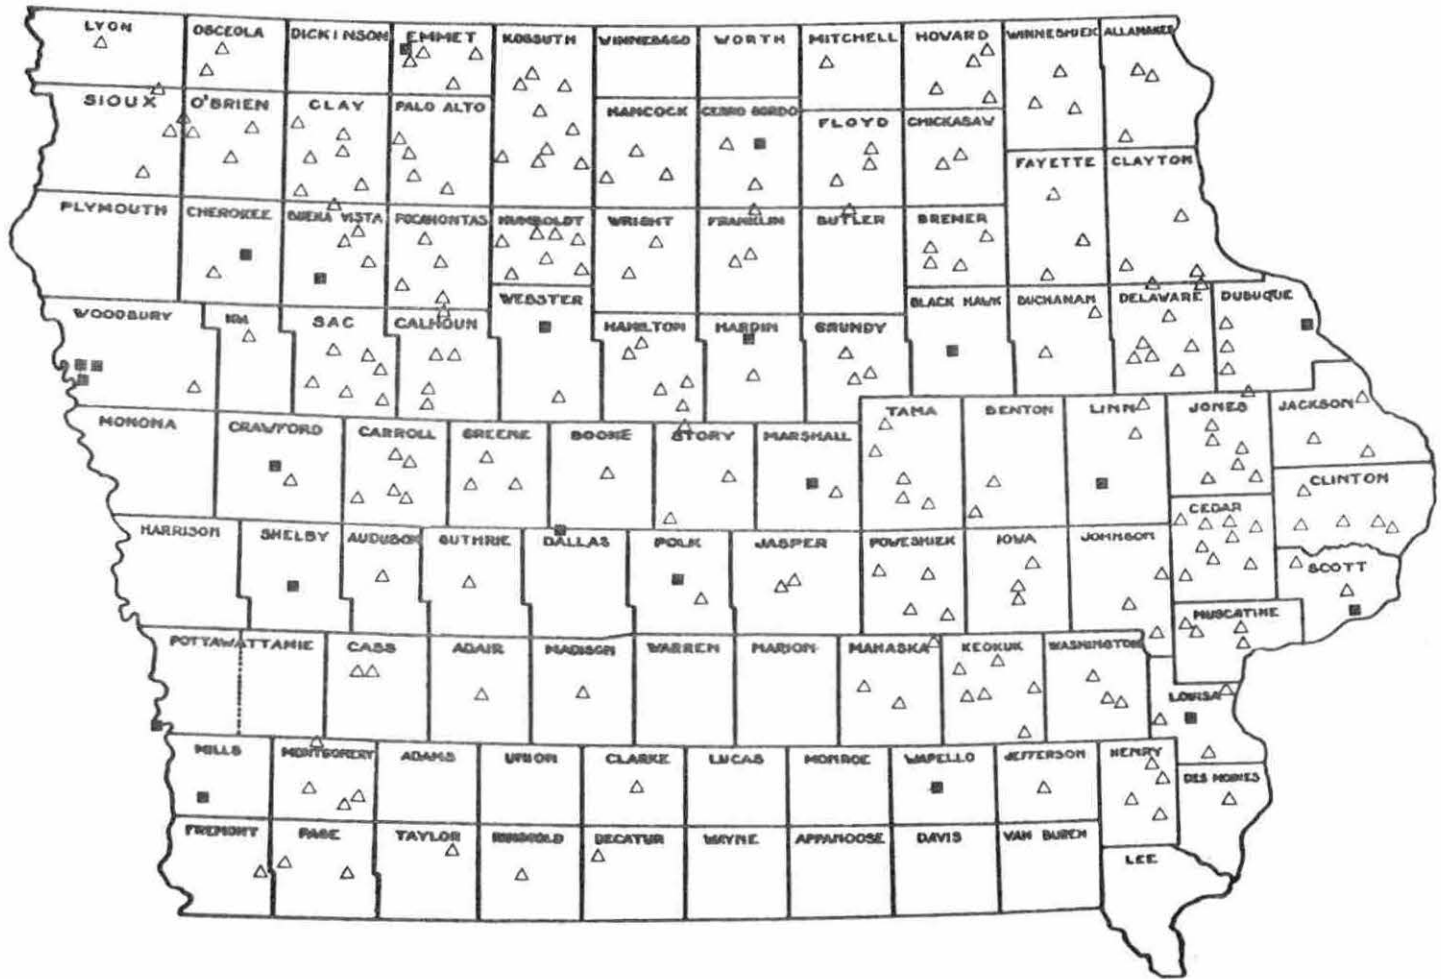 LYON OSCEOLA DICKINSON EMMET KOSSUTH WINNEBAGO WORTH MITCHELL HOWARD WINNESHIEK ALLAMAKEE
SIOUX O'BRIEN CLAY PALO ALTO HANCOCK CERRO GORDO FLOYD CHICKASAW
FAYETTE CLAYTON
PLYMOUTH CHEROKEE BUENA VISTA POCAHONTAS HUMBOLDT WRIGHT FRANKLIN BUTLER BREMER
WOODBURY IDA SAC CALHOUN WEBSTER HAMILTON HARDIN GRUNDY BLACK HAWK BUCHANAN DELAWARE DUBUQUE
MONONA CRAWFORD CARROLL GREENE BOONE STORY MARSHALL TAMA BENTON LINN JONES JACKSON
CLINTON
CEDAR
HARRISON SHELBY AUDUBON GUTHRIE DALLAS POLK JASPER POWESHIEK IOWA JOHNSON SCOTT
MUSCATINE
POTTAWATTAMIE CASS ADAIR MADISON WARREN MARION MAHASKA KEOKUK WASHINGTON
LOUISA
MILLS MONTGOMERY ADAMS UNION CLARKE LUCAS MONROE WAPELLO JEFFERSON HENRY DES MOINES
FREMONT PAGE TAYLOR RINGGOLD DECATUR WAYNE APPANOOSE DAVIS VAN BUREN
LEE